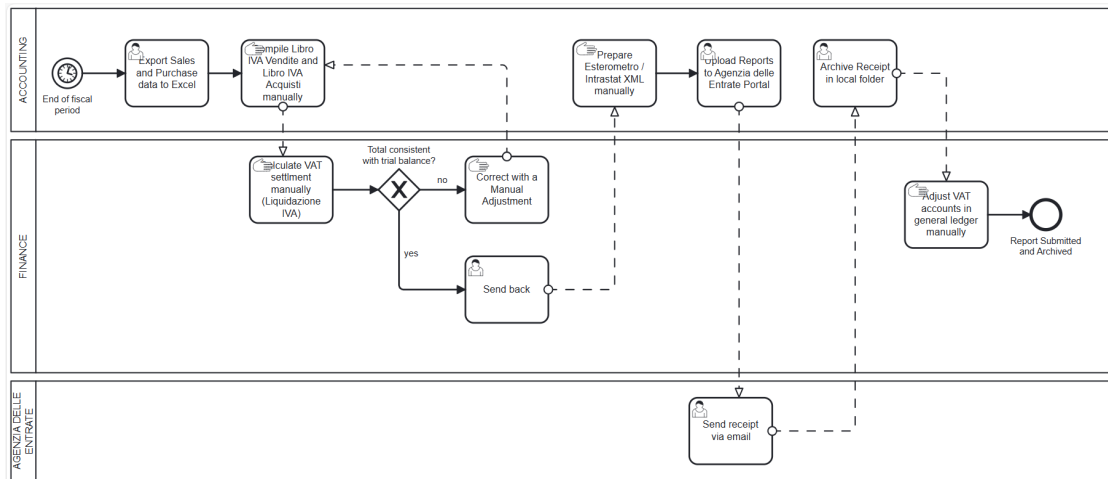 ACCOUNTING
End of fiscal
period
Export Sales
and Purchase
data to Excel
ompile Libro
IVA Vendite and
Libro IVA
Acquisti
manually
Prepare
Esterometro /
Intrastat XML
manually
Upload Reports
to Agenzia delle
Entrate Portal
Archive Receipt
in local folder
FINANCE
lculate VAT
settlment
manually
(Liquidazione
IVA)
Total consistent
with trial balance?
X
no
yes
Correct with a
Manual
Adjustment
Send back
Adjust VAT
accounts in
general ledger
manually
Report Submitted
and Archived
AGENZIA DELLE
ENTRATE
Send receipt
via email